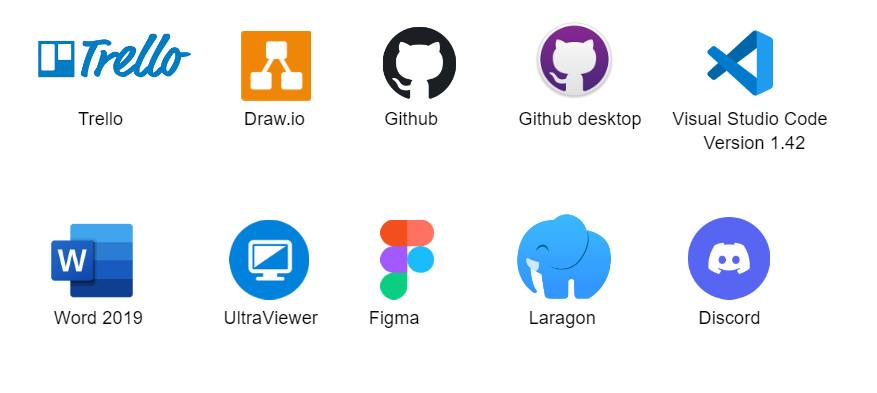 Trello
Trello
Draw.io
Github
Github desktop
Visual Studio Code
Version 1.42
W
Word 2019
UltraViewer
Figma
Laragon
Discord